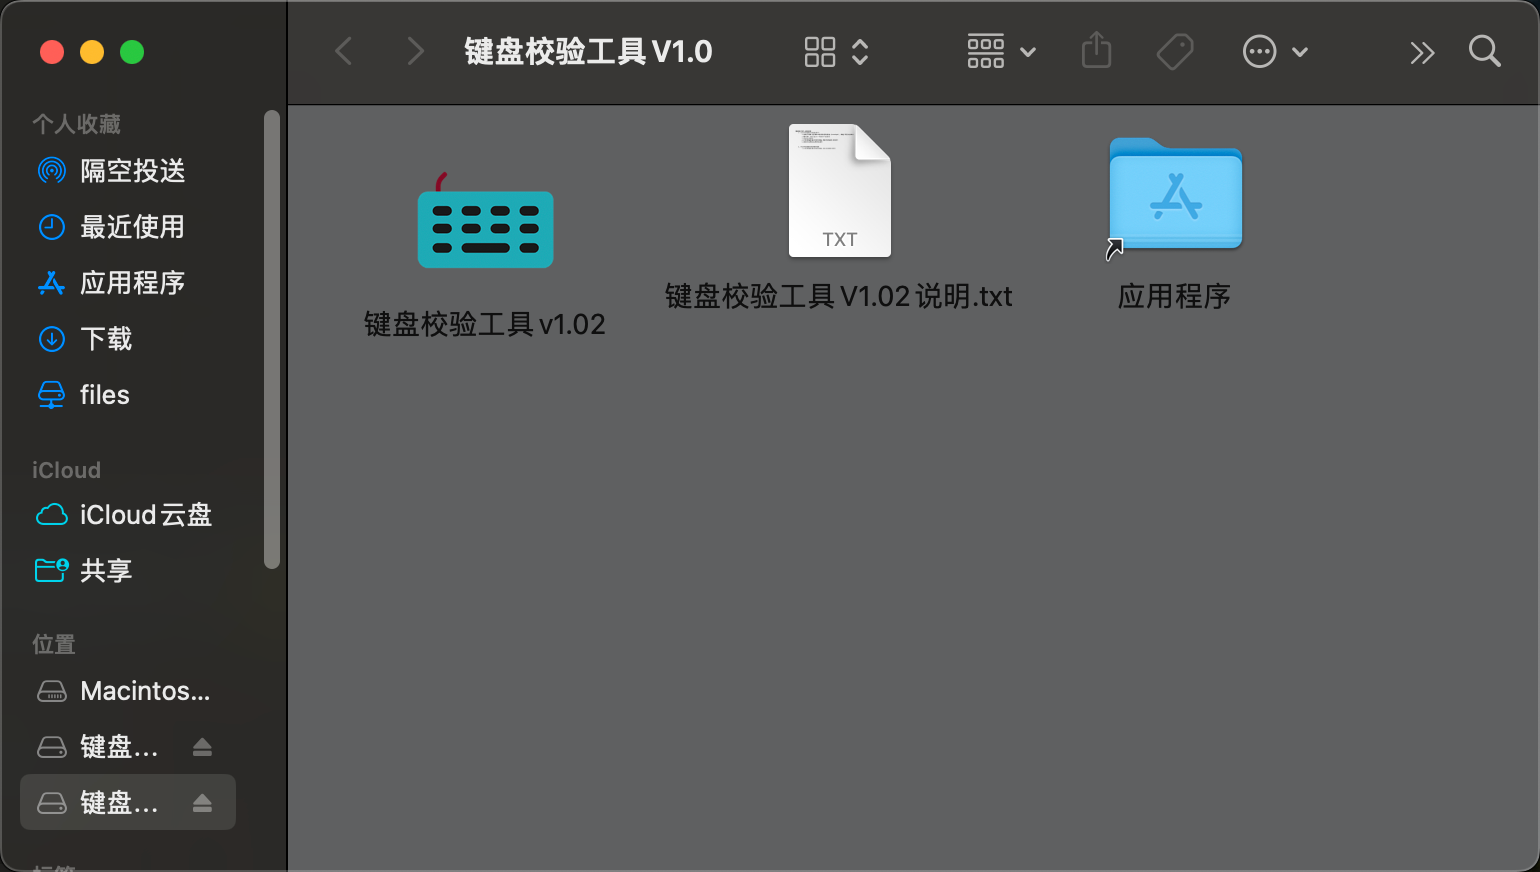 键盘校验工具 V1.0
个人收藏
隔空投送
最近使用
应用程序
下载
files
iCloud
iCloud云盘
共享
位置
Macintos...
键盘...
键盘...
标签
键盘校验工具 v1.02
TXT
键盘校验工具 V1.02 说明.txt
应用程序